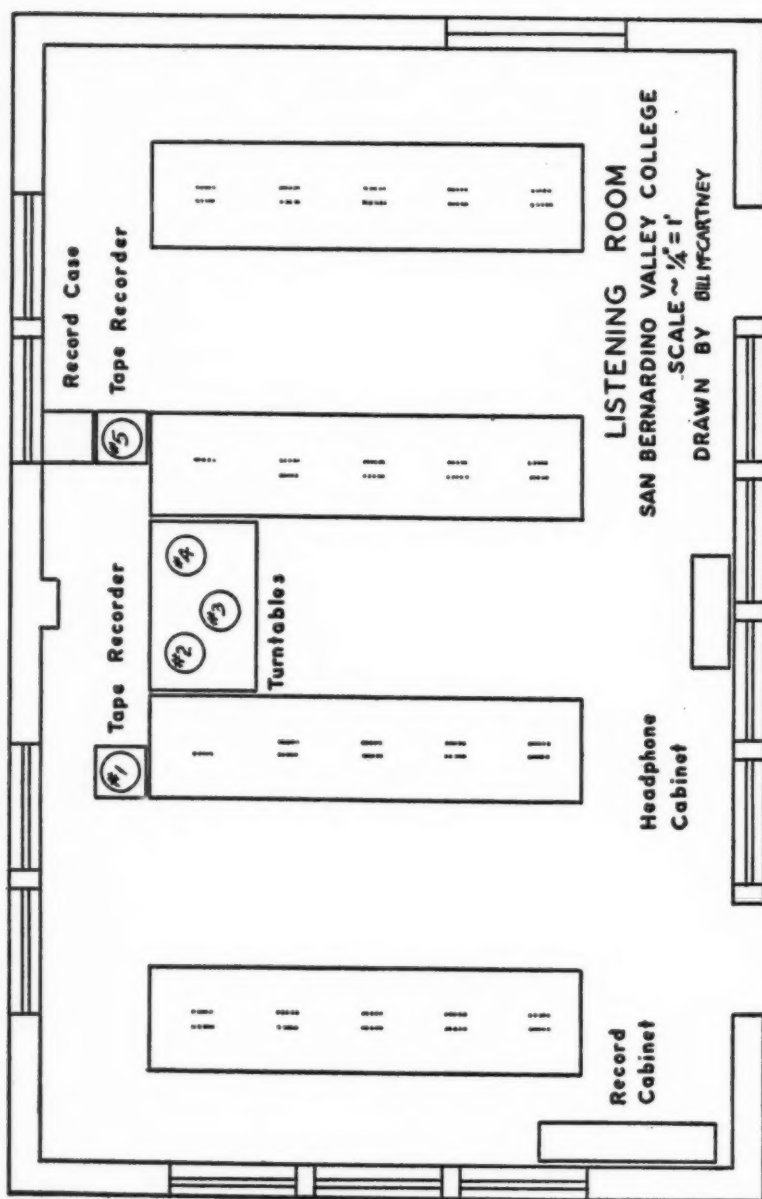 Record Case
Tape Recorder
#5
Tape Recorder
#1
#2
#3
#4
Turntables
Headphone
Cabinet
Record
Cabinet
LISTENING ROOM
SAN BERNARDINO VALLEY COLLEGE
SCALE ~ 1/4" = 1'
DRAWN BY BILL MCCARTNEY